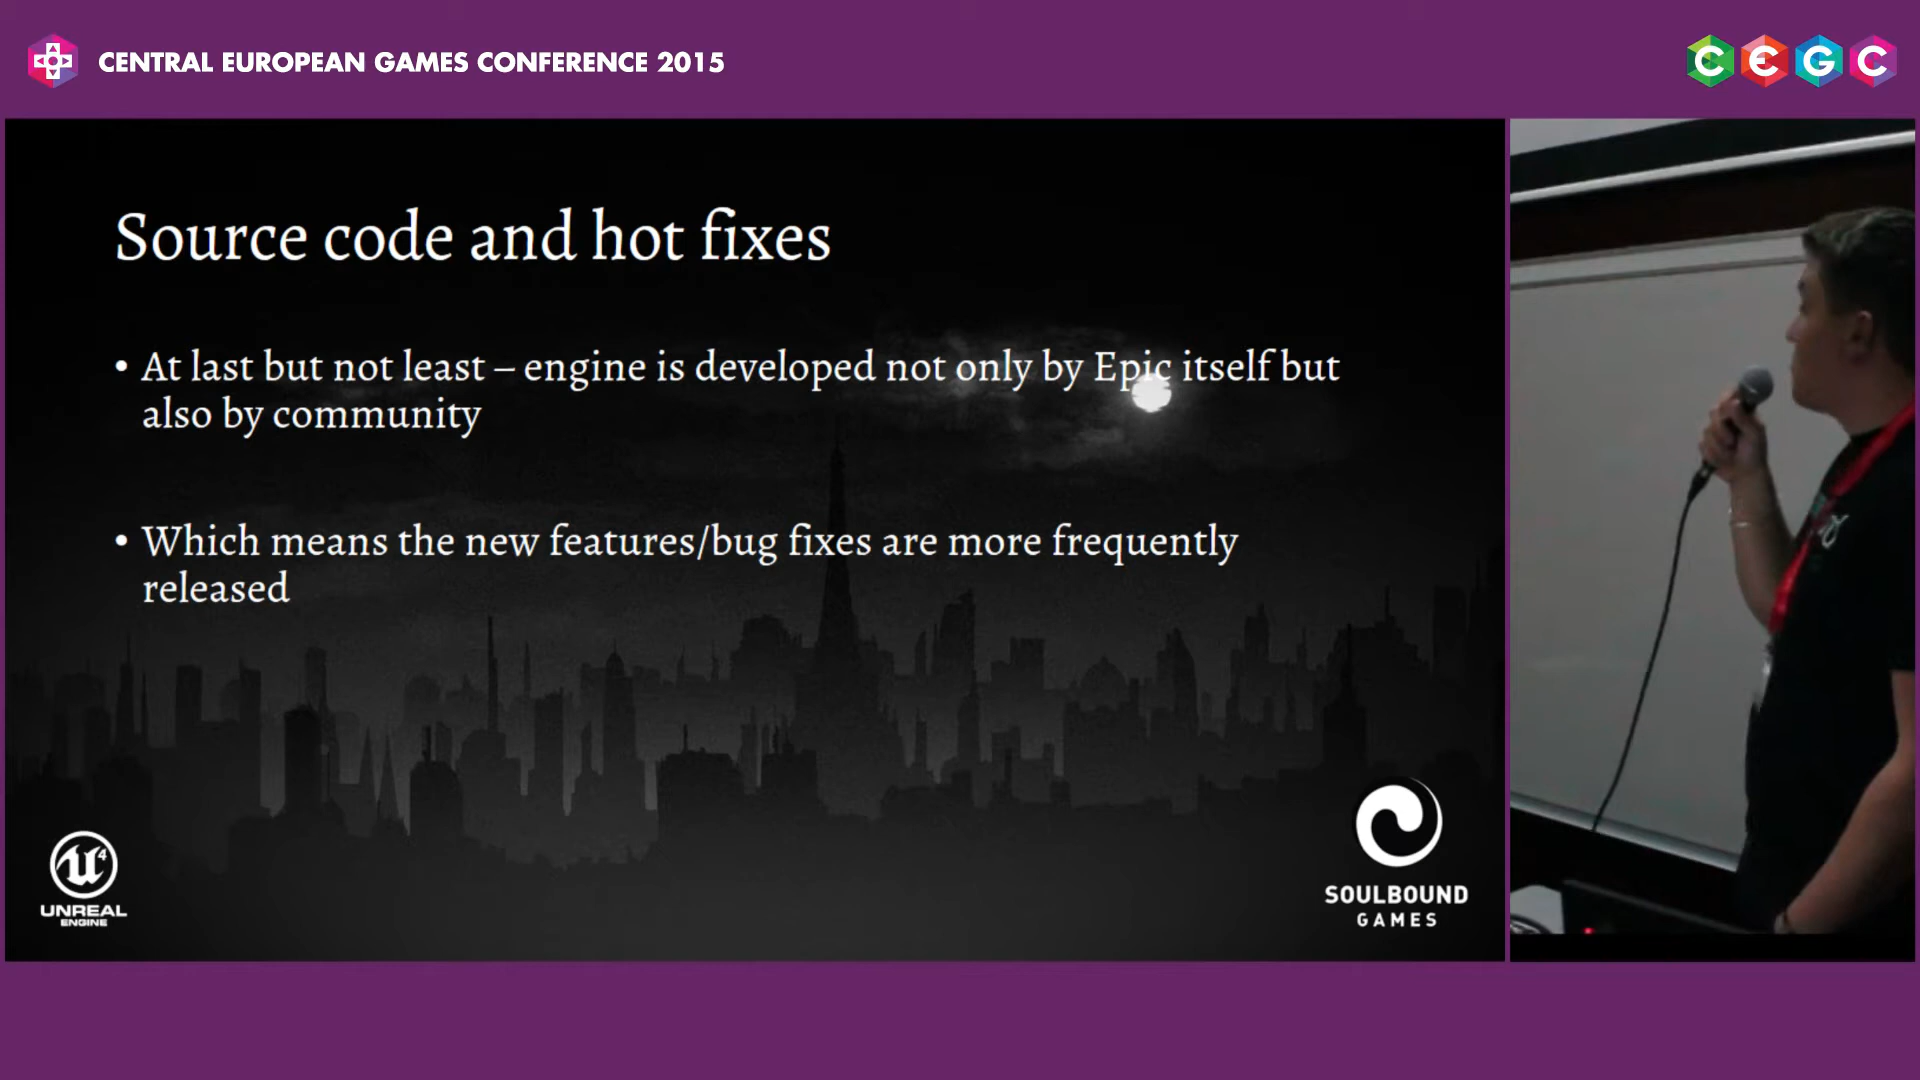 CENTRAL EUROPEAN GAMES CONFERENCE 2015
C E G C
Source code and hot fixes
• At last but not least – engine is developed not only by Epic itself but
also by community
• Which means the new features/bug fixes are more frequently
released
U4
UNREAL
ENGINE
SOULBOUND
GAMES